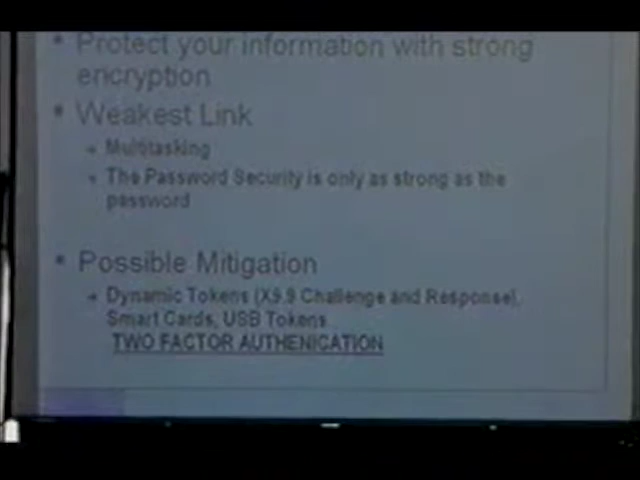 • Protect your information with strong
encryption
• Weakest Link
Multitasking
The Password Security is only as strong as the
password
• Possible Mitigation
Dynamic Tokens (X9.9 Challenge and Response),
Smart Cards, USB Tokens
TWO FACTOR AUTHENICATION